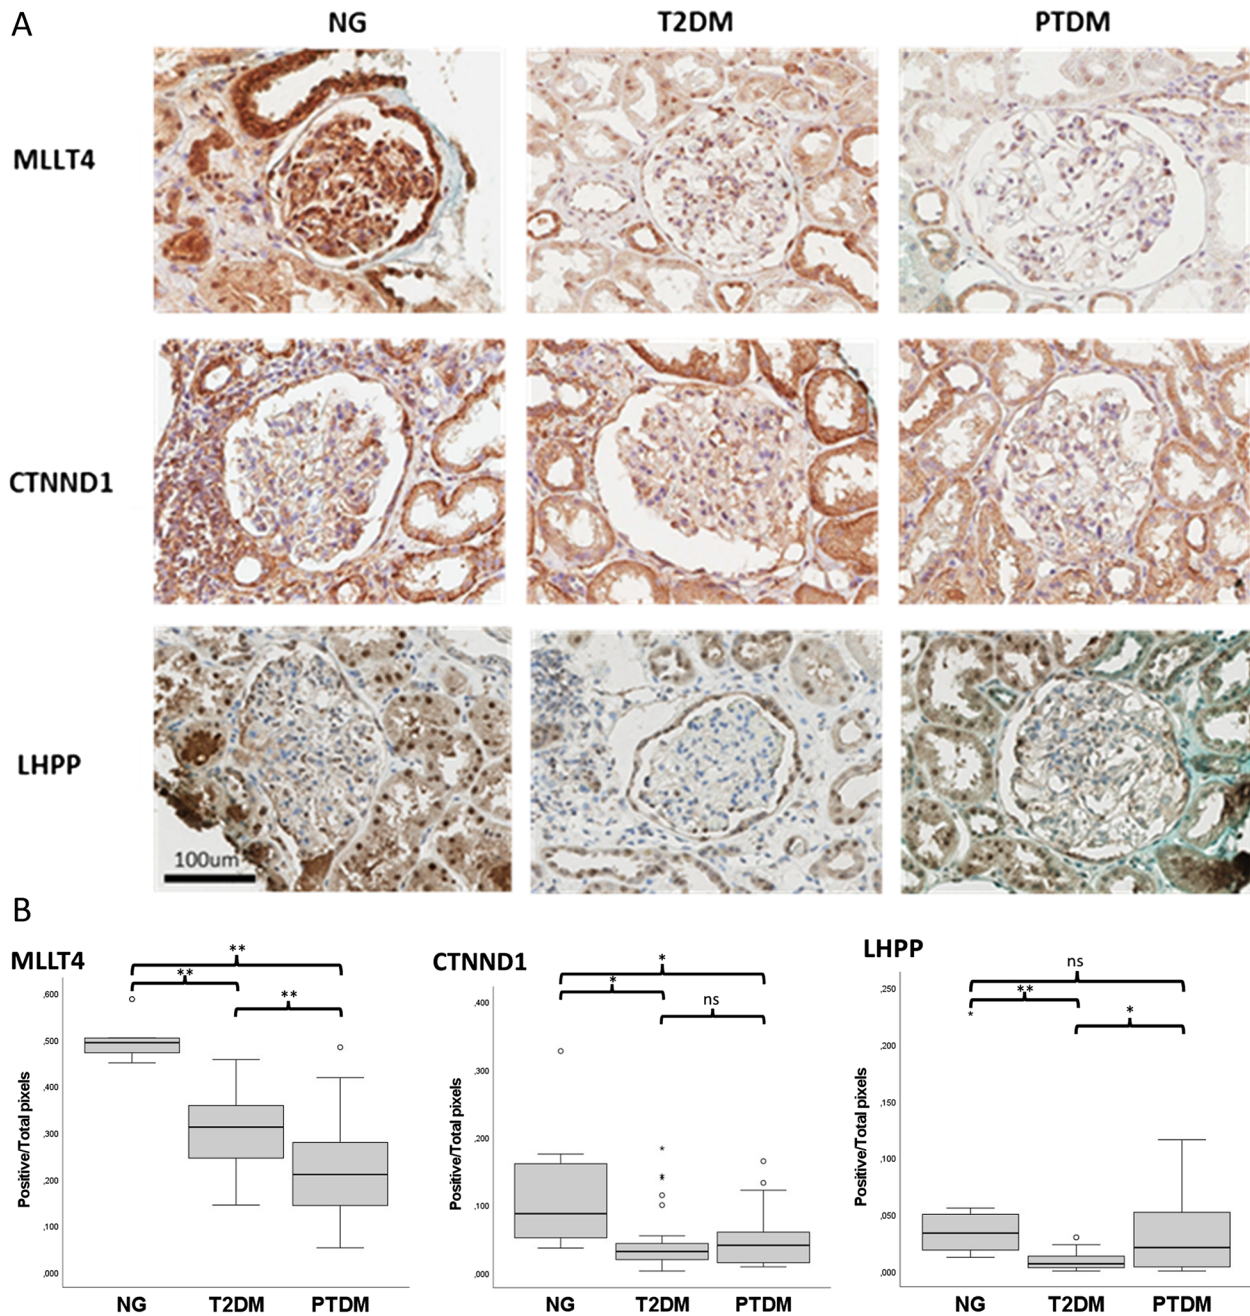 A
NG T2DM PTDM
MLLT4
CTNND1
LHPP
100um
B
MLLT4
** 
** 
**
Positive/Total pixels
,600
,500
,400
,300
,200
,100
,000
NG T2DM PTDM
CTNND1
*
*
ns
Positive/Total pixels
,400
,300
,200
,100
,000
NG T2DM PTDM
LHPP
ns
**
*
Positive/Total pixels
,250
,200
,150
,100
,050
,000
NG T2DM PTDM